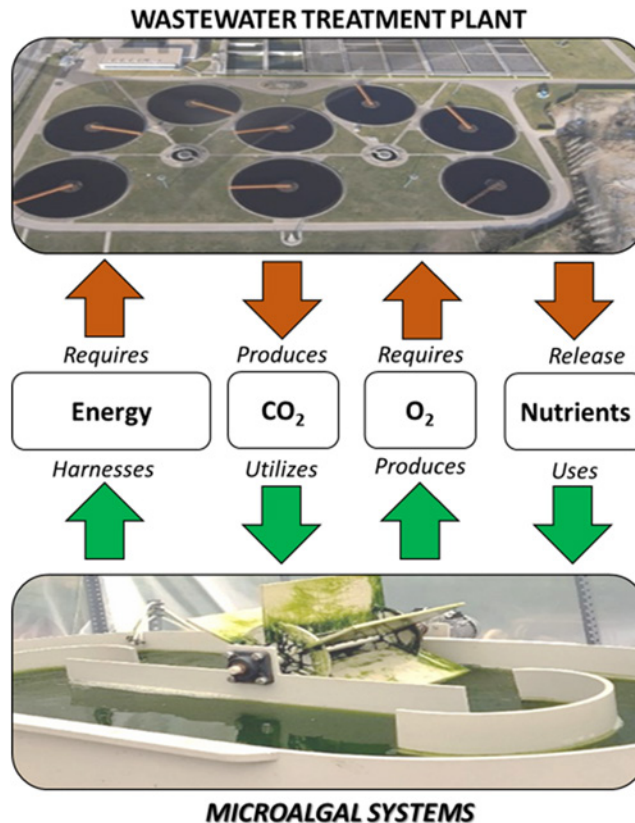 WASTEWATER TREATMENT PLANT
Requires Produces Requires Release
Energy CO₂ O₂ Nutrients
Harnesses Utilizes Produces Uses
MICROALGAL SYSTEMS